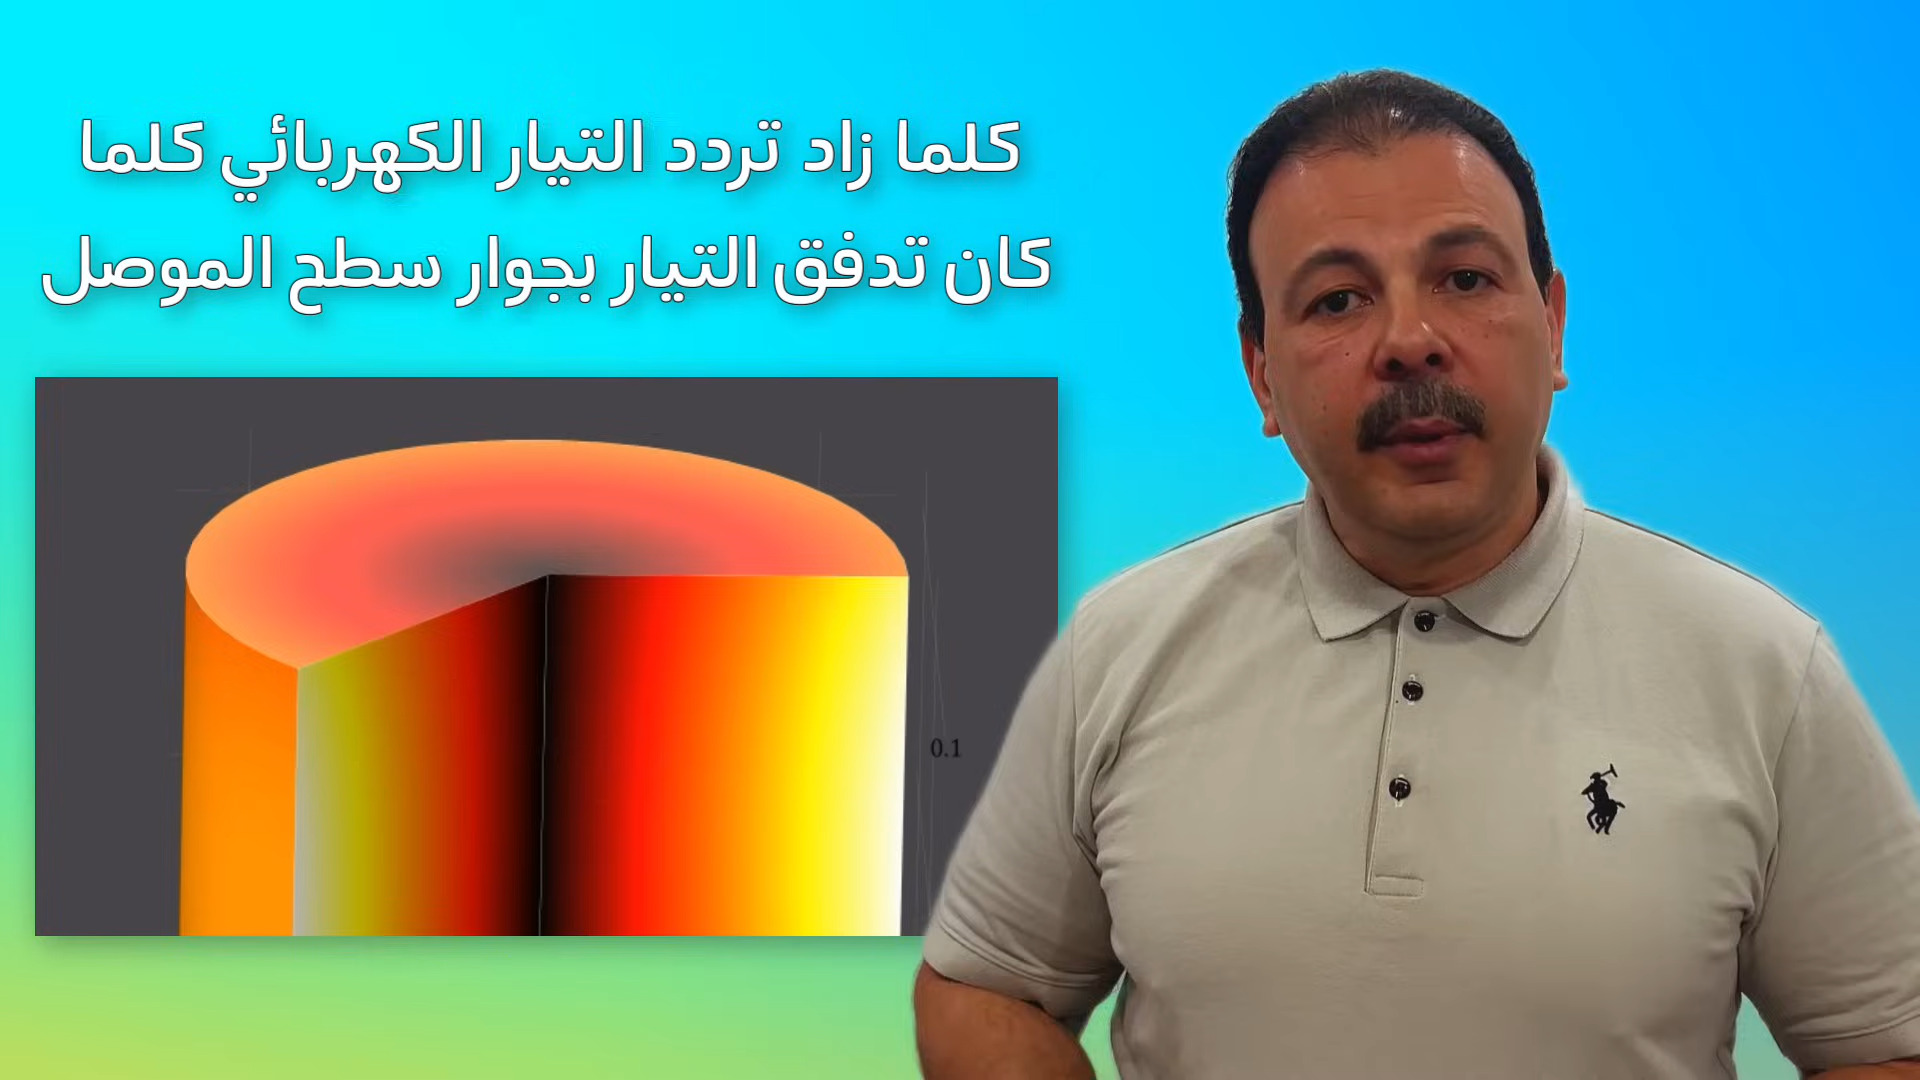 كلما زاد تردد التيار الكهربائي كلما
كان تدفق التيار بجوار سطح الموصل
0.1